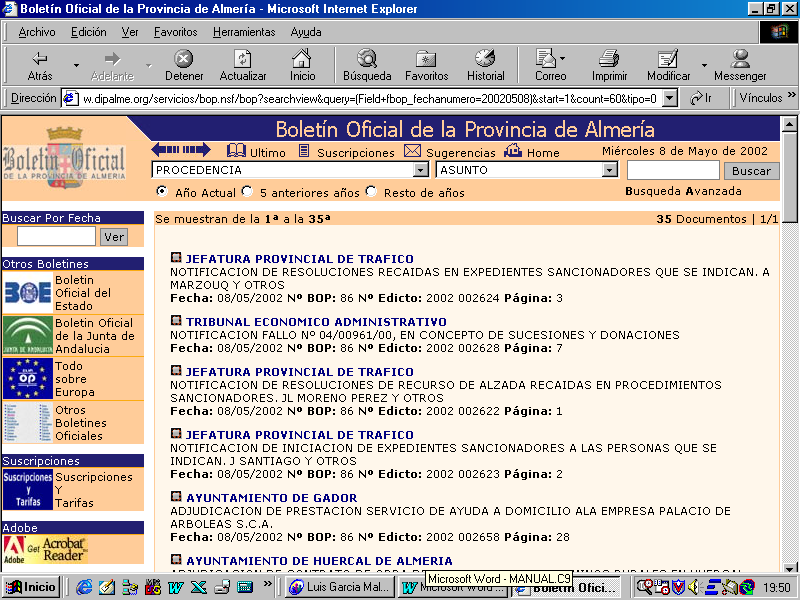 Boletín Oficial de la Provincia de Almería - Microsoft Internet Explorer
Archivo Edición Ver Favoritos Herramientas Ayuda
Atrás Adelante Detener Actualizar Inicio Búsqueda Favoritos Historial Correo Imprimir Modificar Messenger
Dirección w.dipalme.org/servicios/bop.nsf/bop?searchview&query=(Field+fbop_fechanumero=20020508)&start=1&count=60&tipo=0 Ir Vínculos »
Boletín Oficial de la Provincia de Almería
Boletín Oficial
DE LA PROVINCIA DE ALMERIA
Ultimo Suscripciones Sugerencias Home Miércoles 8 de Mayo de 2002
PROCEDENCIA ASUNTO Buscar
Año Actual 5 anteriores años Resto de años Busqueda Avanzada
Buscar Por Fecha
Ver
Otros Boletines
BOE
Boletín
Oficial del
Estado
JUNTA DE ANDALUCIA
Boletín Oficial
de la Junta de
Andalucia
op
Todo
sobre
Europa
Otros
Boletines
Oficiales
Suscripciones
Suscripciones
y
Tarifas
Suscripciones
Y
Tarifas
Adobe
Adobe
Get Acrobat
Reader
Se muestran de la 1ª a la 35ª 35 Documentos | 1/1
JEFATURA PROVINCIAL DE TRAFICO
NOTIFICACION DE RESOLUCIONES RECAIDAS EN EXPEDIENTES SANCIONADORES QUE SE INDICAN. A
MARZOUQ Y OTROS
Fecha: 08/05/2002 Nº BOP: 86 Nº Edicto: 2002 002624 Página: 3
TRIBUNAL ECONOMICO ADMINISTRATIVO
NOTIFICACION FALLO Nº 04/00961/00, EN CONCEPTO DE SUCESIONES Y DONACIONES
Fecha: 08/05/2002 Nº BOP: 86 Nº Edicto: 2002 002628 Página: 7
JEFATURA PROVINCIAL DE TRAFICO
NOTIFICACION DE RESOLUCIONES DE RECURSO DE ALZADA RECAIDAS EN PROCEDIMIENTOS
SANCIONADORES. JL MORENO PEREZ Y OTROS
Fecha: 08/05/2002 Nº BOP: 86 Nº Edicto: 2002 002622 Página: 1
JEFATURA PROVINCIAL DE TRAFICO
NOTIFICACION DE INICIACION DE EXPEDIENTES SANCIONADORES A LAS PERSONAS QUE SE
INDICAN. J SANTIAGO Y OTROS
Fecha: 08/05/2002 Nº BOP: 86 Nº Edicto: 2002 002623 Página: 2
AYUNTAMIENTO DE GADOR
ADJUDICACION DE PRESTACION SERVICIO DE AYUDA A DOMICILIO ALA EMPRESA PALACIO DE
ARBOLEAS S.C.A.
Fecha: 08/05/2002 Nº BOP: 86 Nº Edicto: 2002 002658 Página: 28
AYUNTAMIENTO DE HUERCAL DE ALMERIA
Microsoft Word - MANUAL.C9
Inicio » Luis Garcia Mal... Microsoft Word ... Boletín Ofici... 19:50